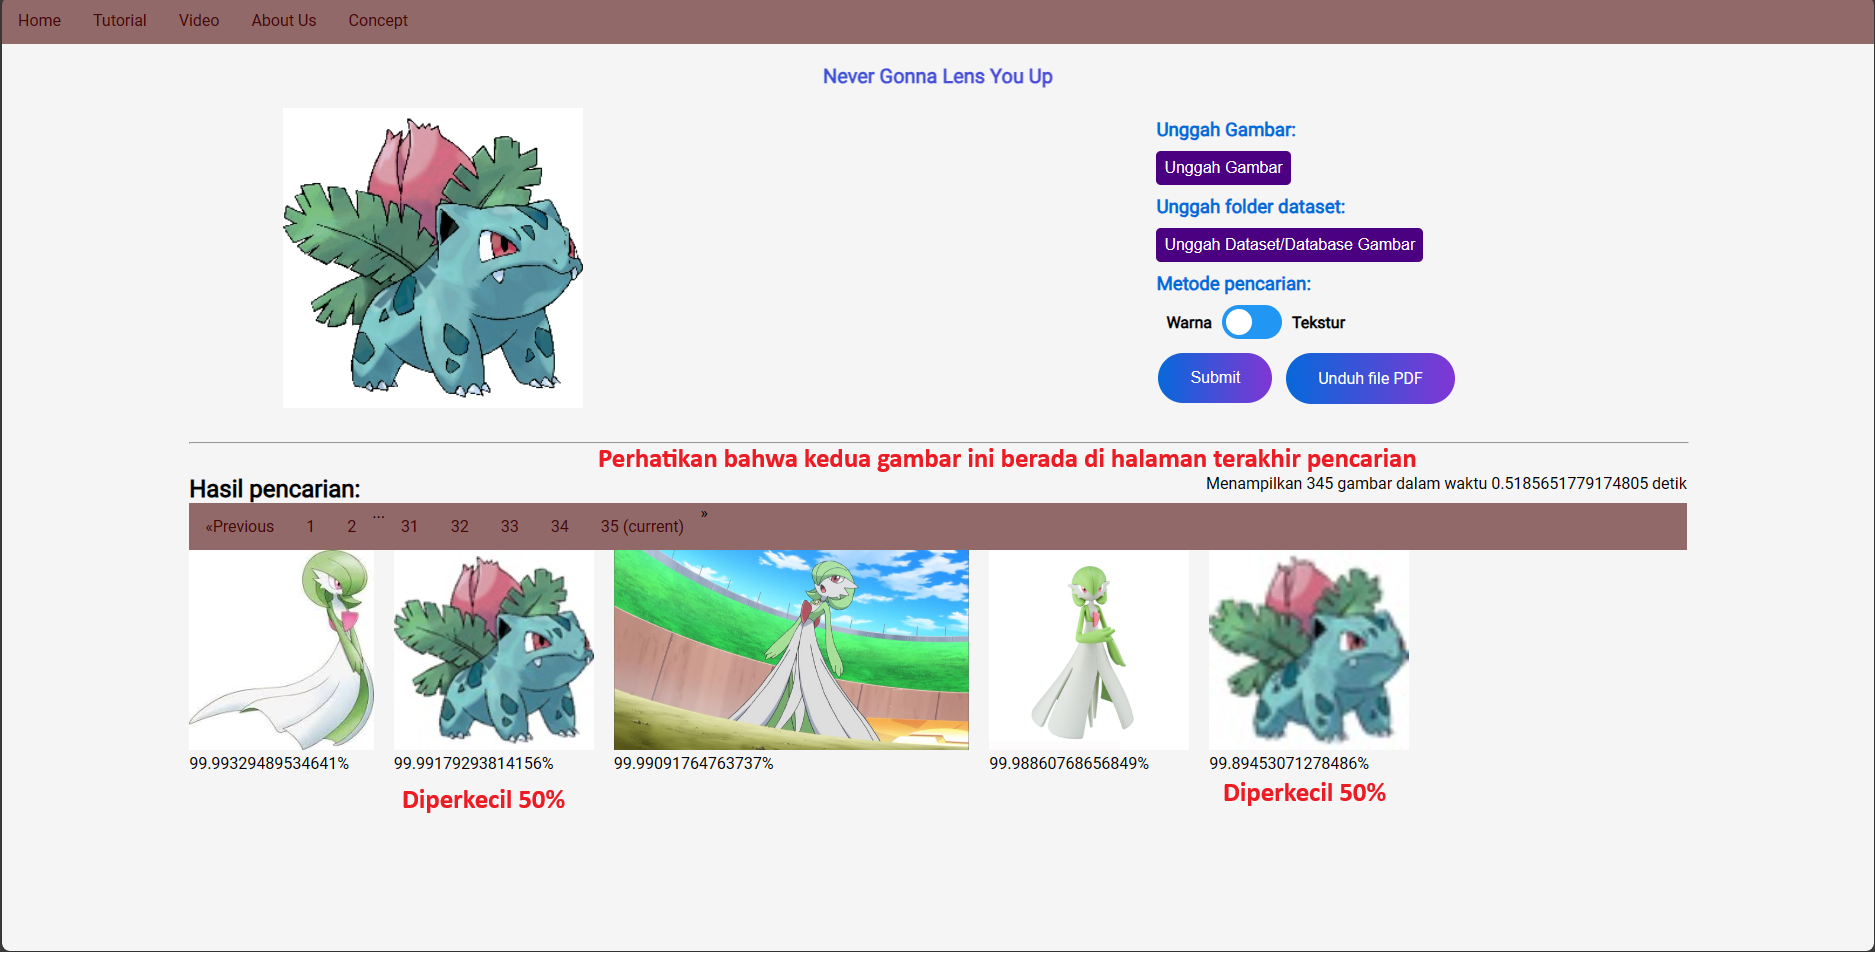 Home Tutorial Video About Us Concept
Never Gonna Lens You Up
Unggah Gambar:
Unggah Gambar
Unggah folder dataset:
Unggah Dataset/Database Gambar
Metode pencarian:
Warna Tekstur
Submit Unduh file PDF
Perhatikan bahwa kedua gambar ini berada di halaman terakhir pencarian
Hasil pencarian: Menampilkan 345 gambar dalam waktu 0.5185651779174805 detik
«Previous 1 2 ... 31 32 33 34 35 (current) »
99.99329489534641% 99.99179293814156% 99.99091764763737% 99.98860768656849% 99.89453071278486%
Diperkecil 50% Diperkecil 50%